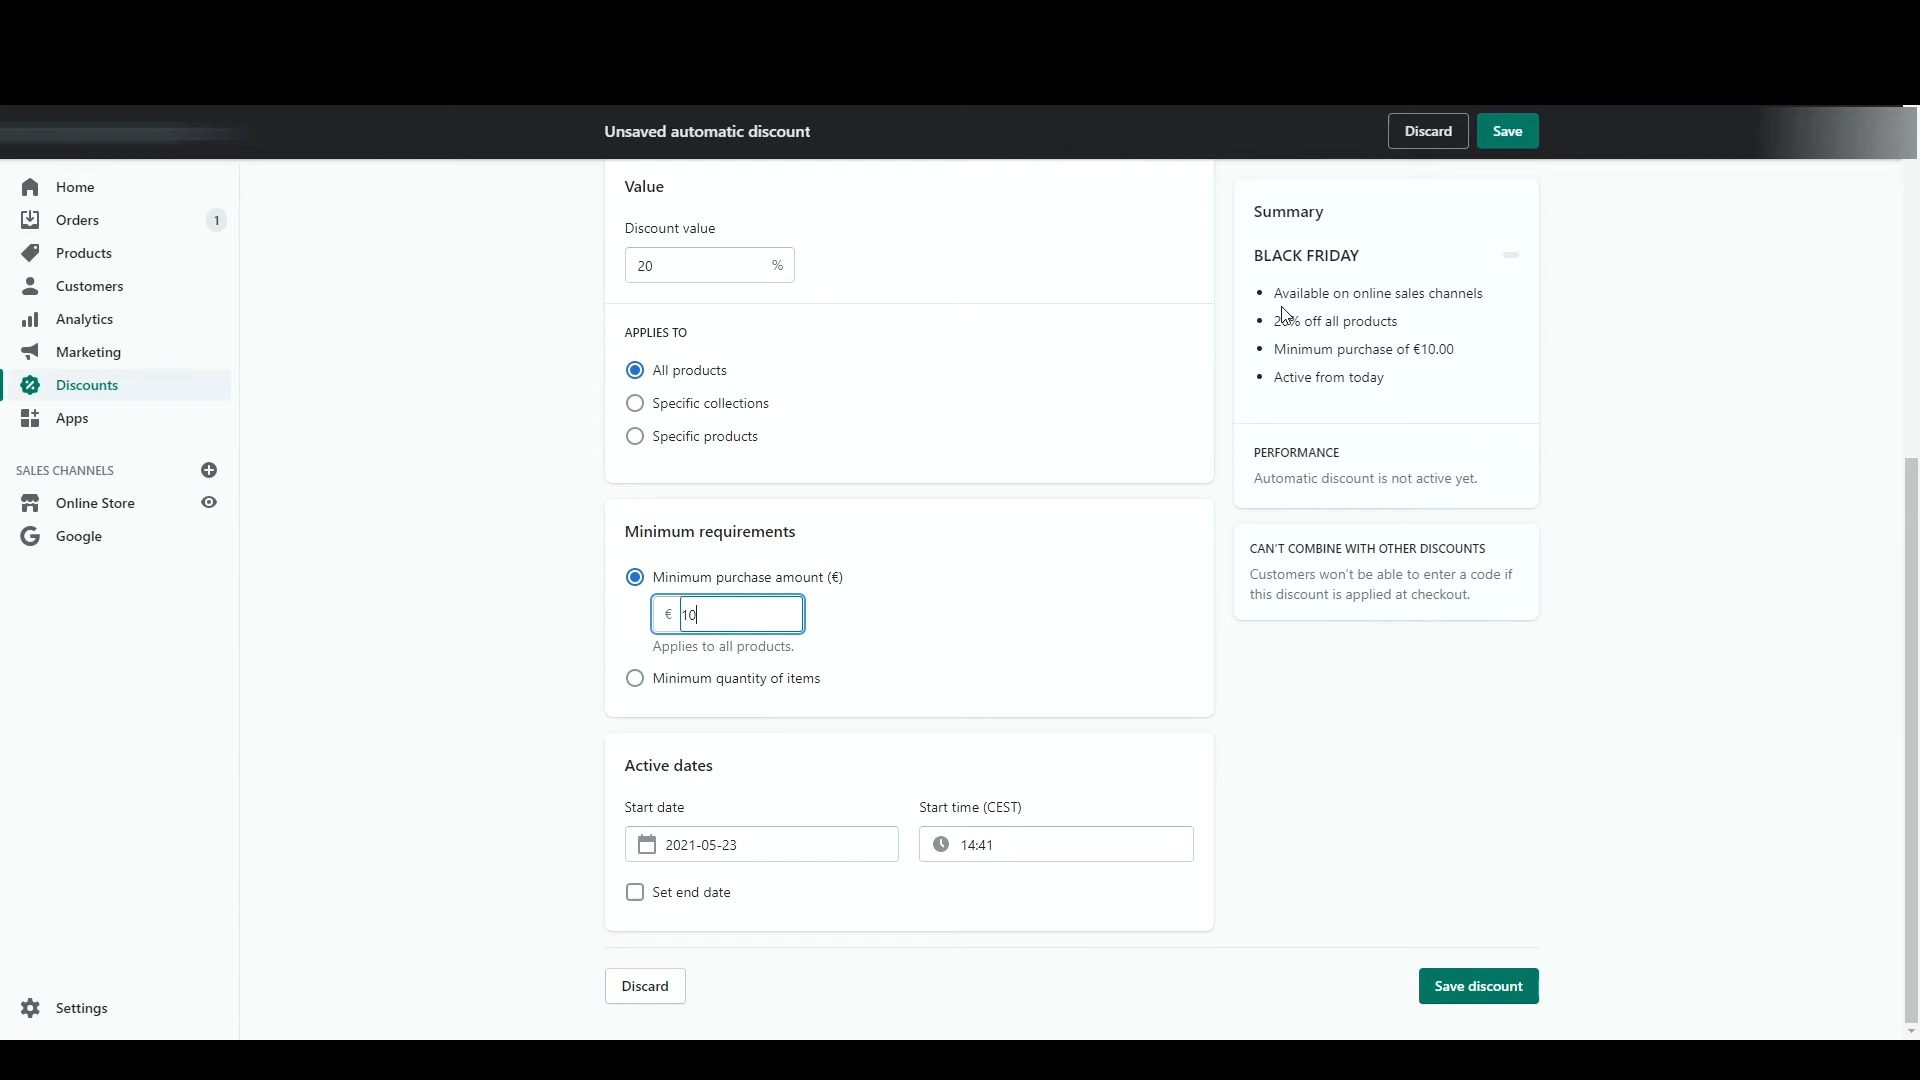 Unsaved automatic discount
Discard
Save
Home
Orders 1
Products
Customers
Analytics
Marketing
Discounts
Apps
SALES CHANNELS
Online Store
Google
Settings
Value
Discount value
20 %
APPLIES TO
All products
Specific collections
Specific products
Minimum requirements
Minimum purchase amount (€)
€ 10
Applies to all products.
Minimum quantity of items
Active dates
Start date
2021-05-23
Start time (CEST)
14:41
Set end date
Discard
Save discount
Summary
BLACK FRIDAY
Available on online sales channels
20% off all products
Minimum purchase of €10.00
Active from today
PERFORMANCE
Automatic discount is not active yet.
CAN'T COMBINE WITH OTHER DISCOUNTS
Customers won't be able to enter a code if
this discount is applied at checkout.